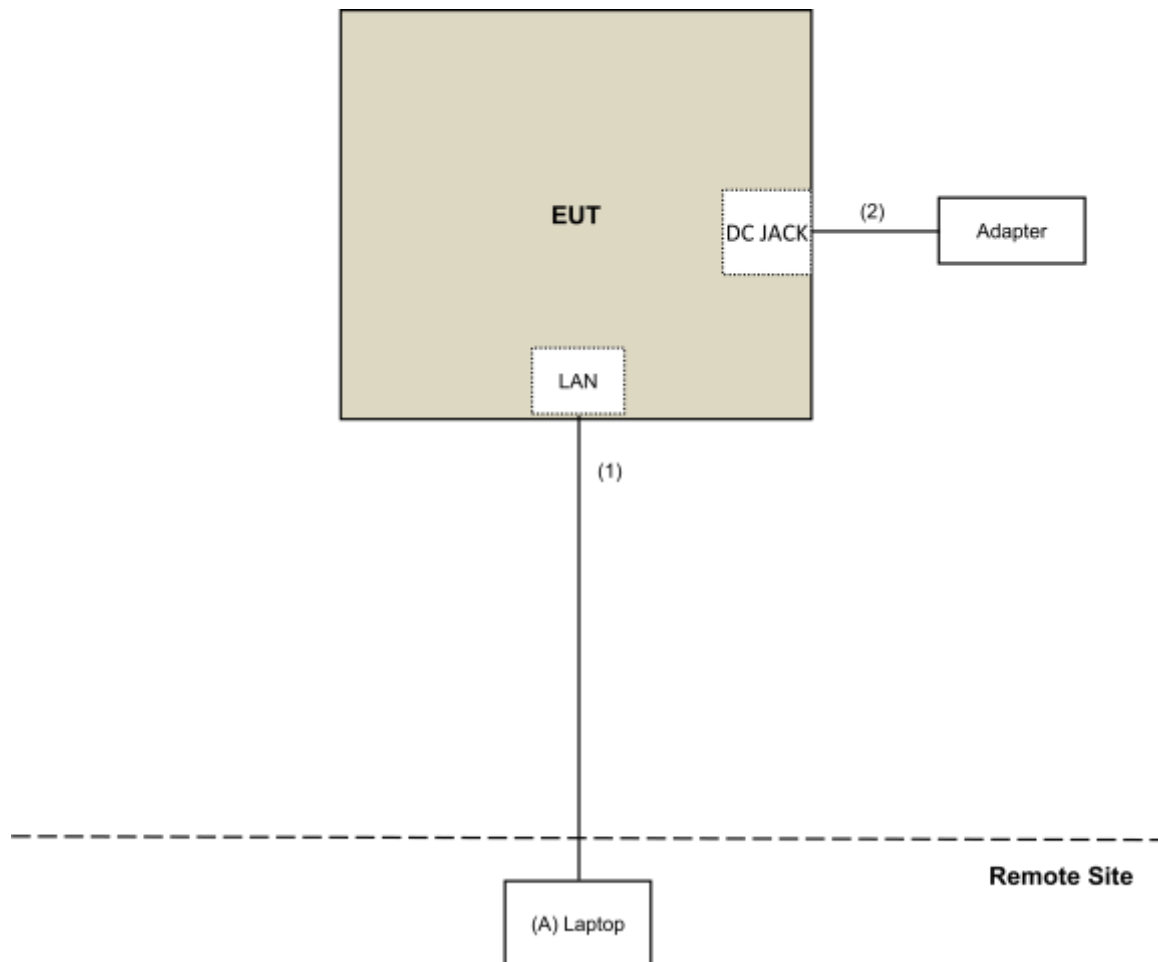 EUT
DC JACK
(2)
Adapter
LAN
(1)
Remote Site
(A) Laptop